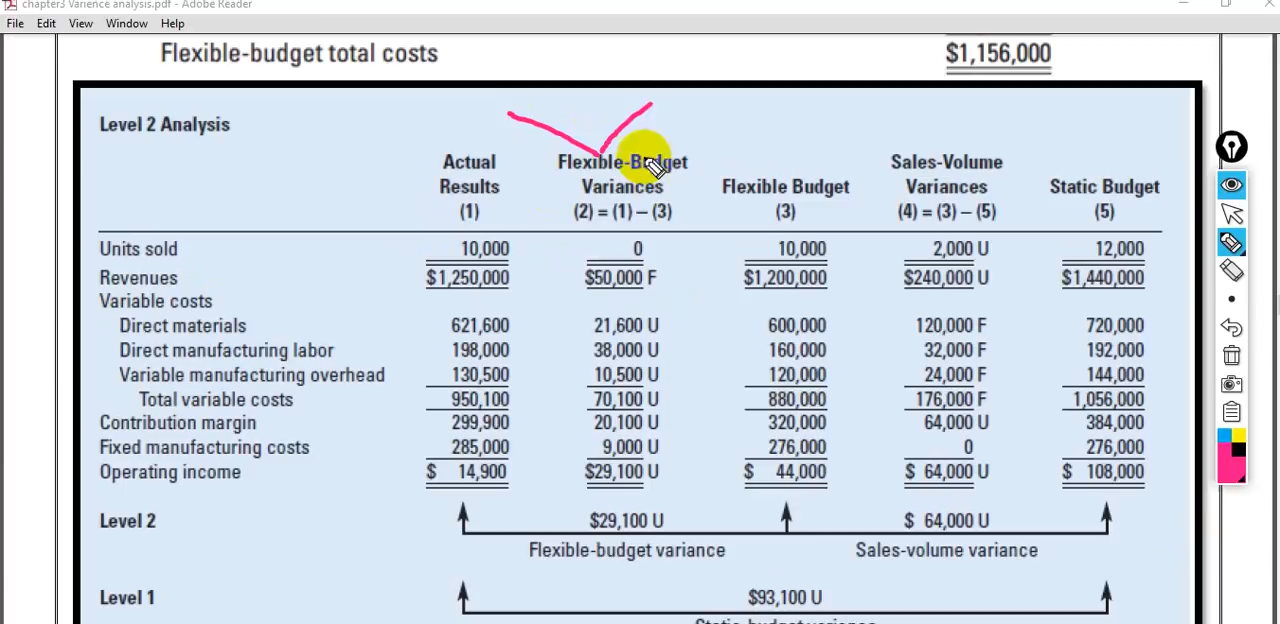 chapter3 Varience analysis.pdf - Adobe Reader
File Edit View Window Help
Flexible-budget total costs $1,156,000
Level 2 Analysis
Actual Flexible-Budget Sales-Volume
Results Variances Flexible Budget Variances Static Budget
(1) (2) = (1) – (3) (3) (4) = (3) – (5) (5)
Units sold 10,000 0 10,000 2,000 U 12,000
Revenues $1,250,000 $50,000 F $1,200,000 $240,000 U $1,440,000
Variable costs
Direct materials 621,600 21,600 U 600,000 120,000 F 720,000
Direct manufacturing labor 198,000 38,000 U 160,000 32,000 F 192,000
Variable manufacturing overhead 130,500 10,500 U 120,000 24,000 F 144,000
Total variable costs 950,100 70,100 U 880,000 176,000 F 1,056,000
Contribution margin 299,900 20,100 U 320,000 64,000 U 384,000
Fixed manufacturing costs 285,000 9,000 U 276,000 0 276,000
Operating income $ 14,900 $29,100 U $ 44,000 $ 64,000 U $ 108,000
Level 2 $29,100 U $ 64,000 U
Flexible-budget variance Sales-volume variance
Level 1 $93,100 U
Static-budget variance